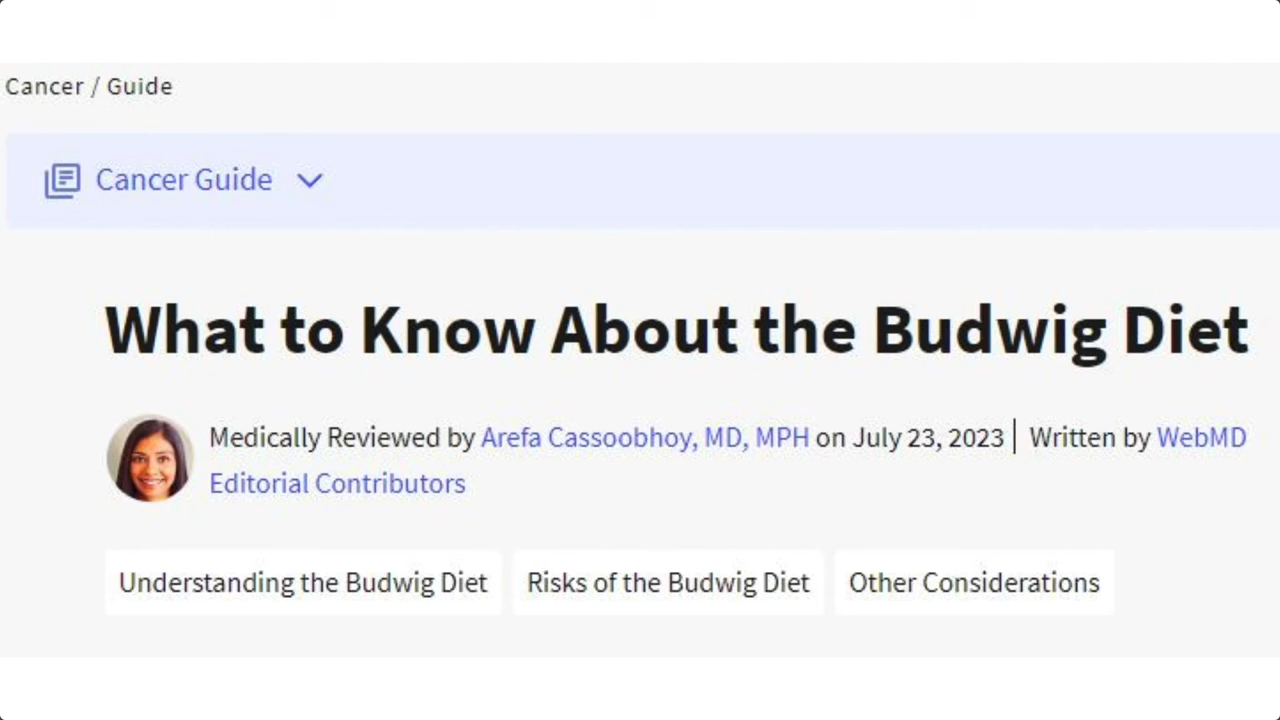 Cancer / Guide
Cancer Guide
What to Know About the Budwig Diet
Medically Reviewed by Arefa Cassoobhoy, MD, MPH on July 23, 2023 | Written by WebMD
Editorial Contributors
Understanding the Budwig Diet Risks of the Budwig Diet Other Considerations